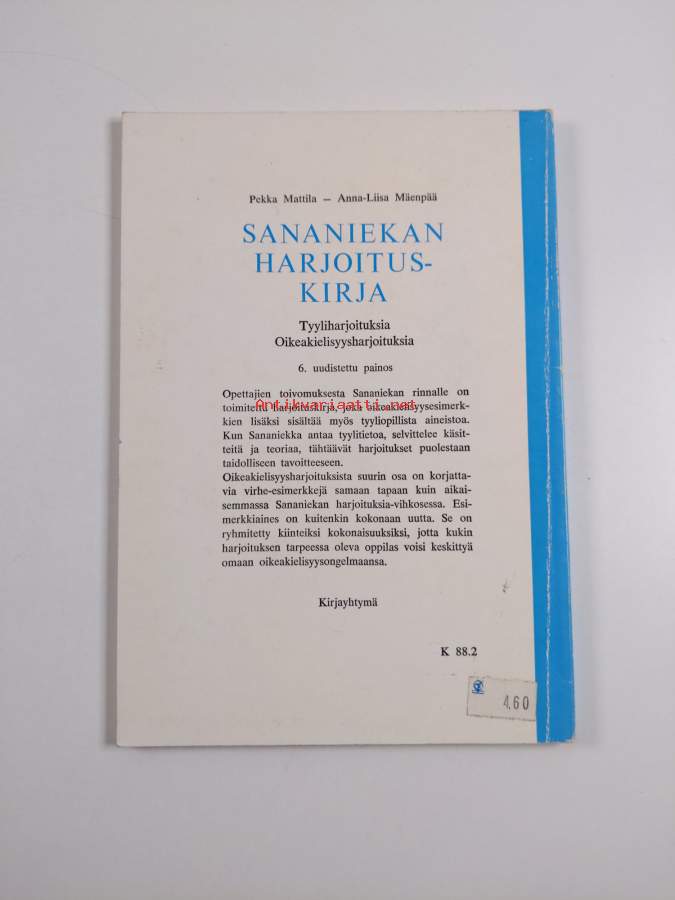 Pekka Mattila – Anna-Liisa Mäenpää
SANANIEKAN
HARJOITUS-
KIRJA
Tyyliharjoituksia
Oikeakielisyysharjoituksia
6. uudistettu painos
Opettajien toivomuksesta Sananiekan rinnalle on
toimitettu harjoituskirja, joka oikeakielisyysesimerk-
Antikvariaatti.net
kien lisäksi sisältää myös tyyliopillista aineistoa.
Kun Sananiekka antaa tyylitietoa, selvittelee käsit-
teitä ja teoriaa, tähtäävät harjoitukset puolestaan
taidolliseen tavoitteeseen.
Oikeakielisyysharjoituksista suurin osa on korjatta-
via virhe-esimerkkejä samaan tapaan kuin aikai-
semmassa Sananiekan harjoituksia-vihkosessa. Esi-
merkkiaines on kuitenkin kokonaan uutta. Se on
ryhmitetty kiinteiksi kokonaisuuksiksi, jotta kukin
harjoituksen tarpeessa oleva oppilas voisi keskittyä
omaan oikeakielisyysongelmaansa.
Kirjayhtymä
K 88.2
4.60